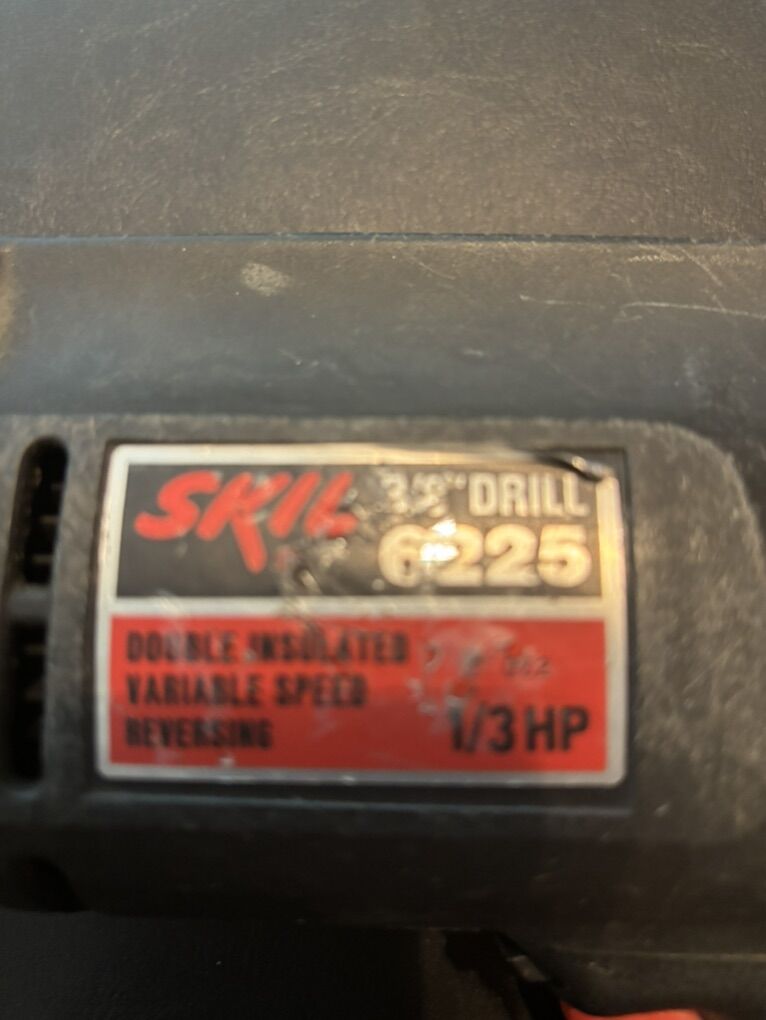 SKIL 3/8" DRILL
6225
DOUBLE INSULATED
VARIABLE SPEED
REVERSING
1/3 HP